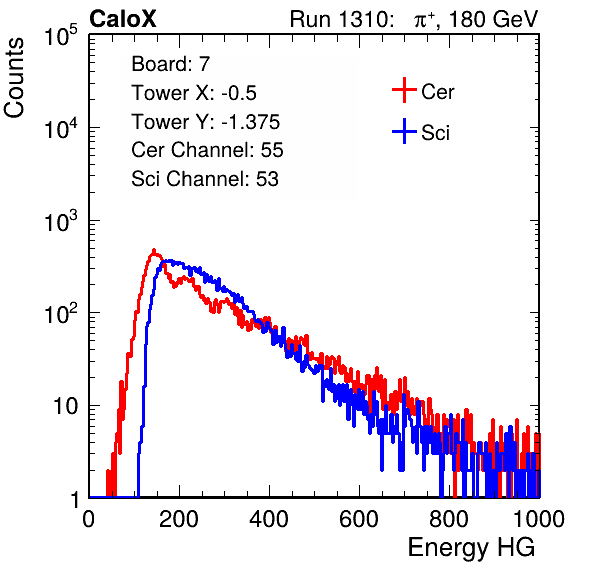 CaloX Run 1310: π⁺, 180 GeV
Counts
10⁵
10⁴
10³
10²
10
1
Board: 7
Tower X: -0.5
Tower Y: -1.375
Cer Channel: 55
Sci Channel: 53
Cer
Sci
0 200 400 600 800 1000
Energy HG